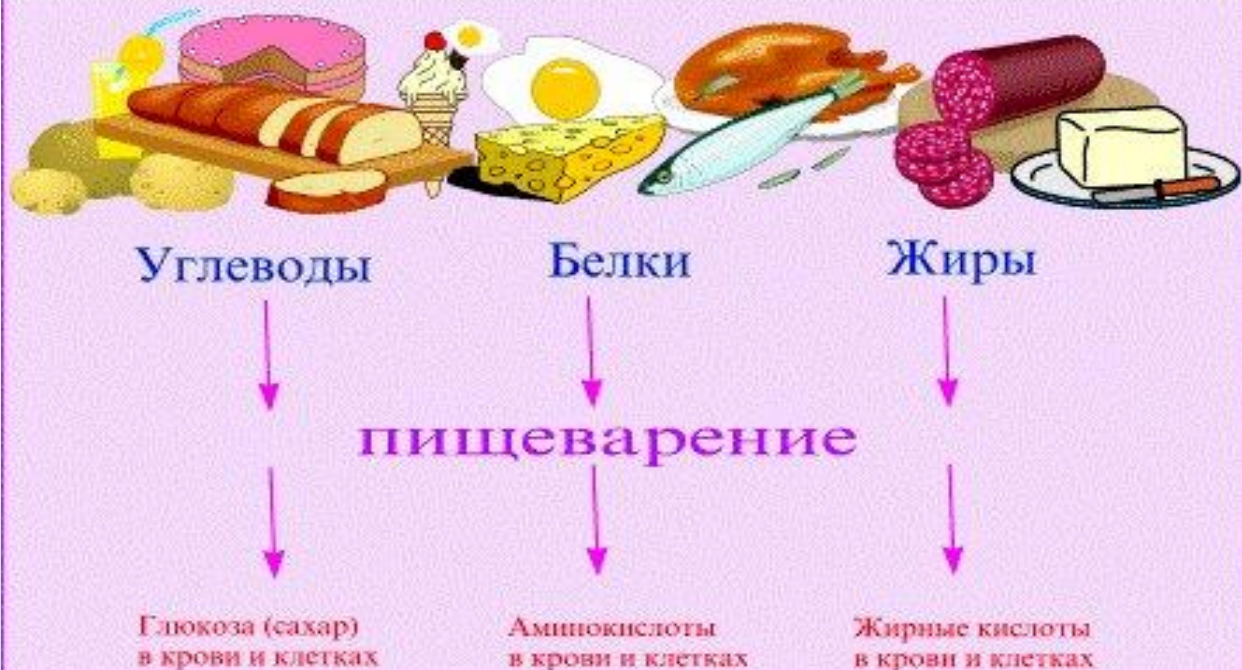 Углеводы Белки Жиры
пищеварение
Глюкоза (сахар) Аминокислоты Жирные кислоты
в крови и клетках в крови и клетках в крови и клетках